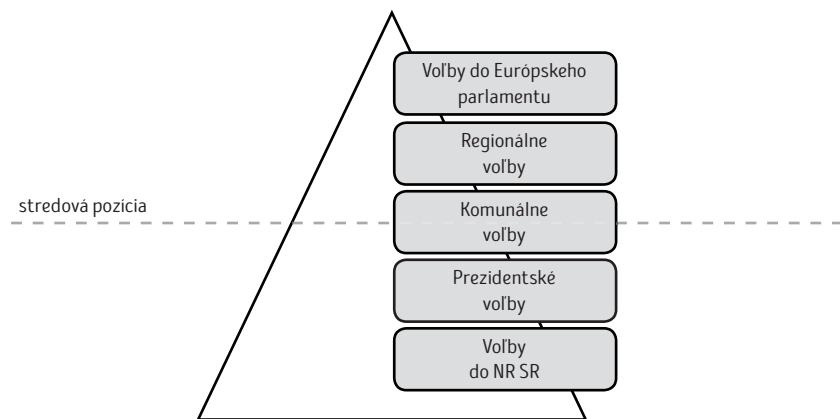 Voľby do Európskeho
parlamentu
Regionálne
voľby
stredová pozícia
Komunálne
voľby
Prezidentské
voľby
Voľby
do NR SR